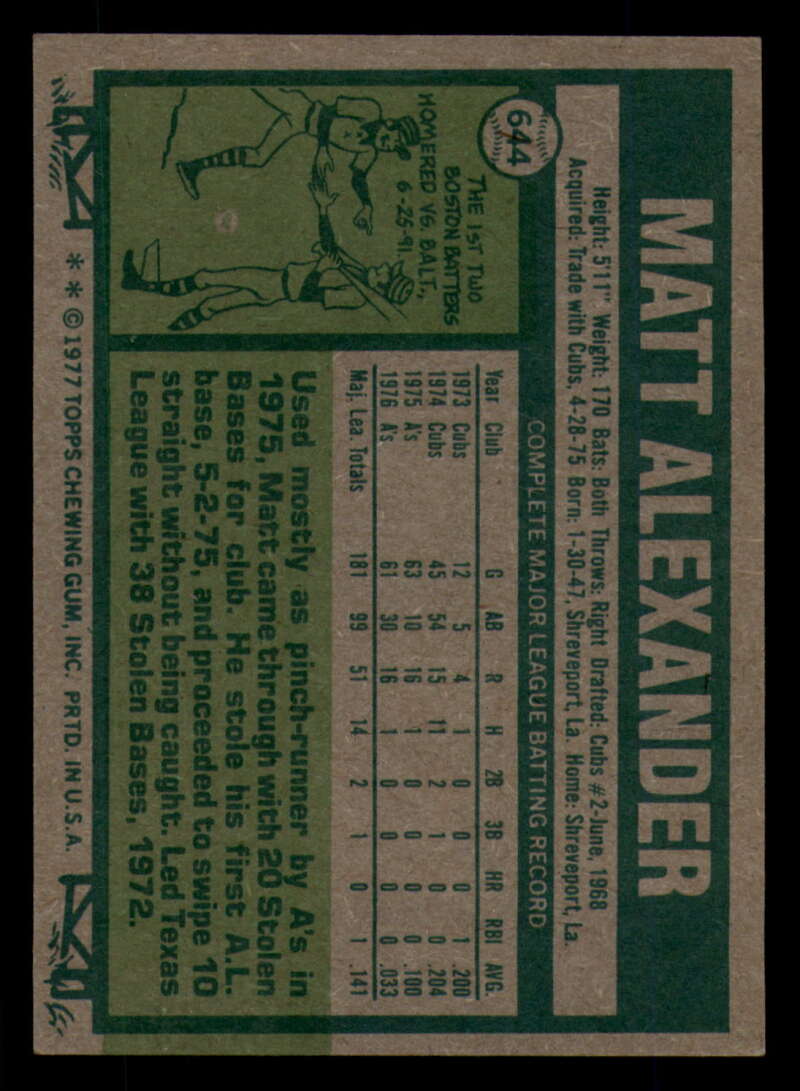 644
MATT ALEXANDER
Height: 5'11" Weight: 170 Bats: Both Throws: Right Drafted: Cubs #2-June, 1968
Acquired: Trade with Cubs, 4-28-75 Born: 1-30-47, Shreveport, La. Home: Shreveport, La.
THE 1ST TWO
BOSTON BATTERS
HOMERED VS. BALT.,
6-25-91.
COMPLETE MAJOR LEAGUE BATTING RECORD
Year Club G AB R H 2B 3B HR RBI AVG.
1973 Cubs 12 5 4 1 0 0 0 1 .200
1974 Cubs 45 54 15 11 2 1 0 0 .204
1975 A's 63 10 16 1 0 0 0 0 .100
1976 A's 61 30 16 1 0 0 0 0 .033
Maj. Lea. Totals 181 99 51 14 2 1 0 1 .141
Used mostly as pinch-runner by A's in
1975, Matt came through with 20 Stolen
Bases for club. He stole his first A.L.
base, 5-2-75, and proceeded to swipe 10
straight without being caught. Led Texas
League with 38 Stolen Bases, 1972.
* * © 1977 TOPPS CHEWING GUM, INC. PRTD. IN U.S.A.